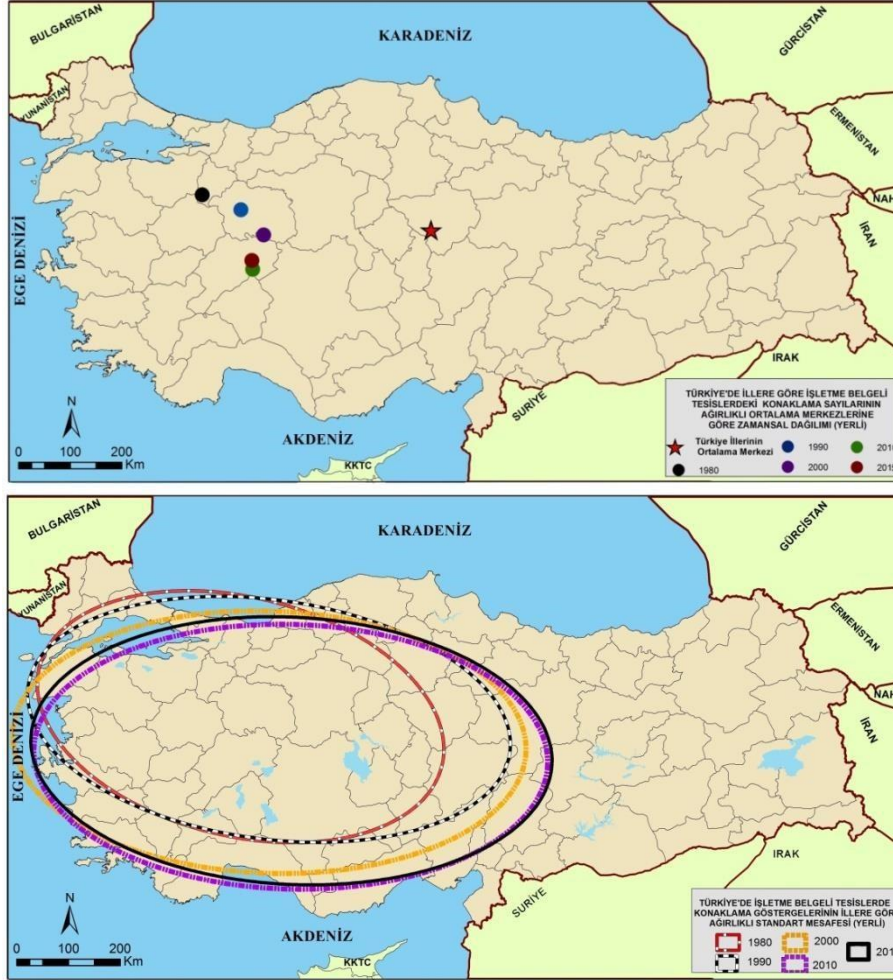 BULGARİSTAN
KARADENİZ
GÜRCİSTAN
YUNANİSTAN
ERMENİSTAN
NAH
İRAN
EGE DENİZİ
IRAK
SURİYE
AKDENİZ
KKTC
N
0 100 200
Km
TÜRKİYE'DE İLLERE GÖRE İŞLETME BELGELİ
TESİSLERDEKİ KONAKLAMA SAYILARININ
AĞIRLIKLI ORTALAMA MERKEZLERİNE
GÖRE ZAMANSAL DAĞILIMI (YERLİ)
Türkiye İllerinin
Ortalama Merkezi
1980
1990
2000
BULGARİSTAN
KARADENİZ
GÜRCİSTAN
YUNANİSTAN
ERMENİSTAN
NAH
İRAN
EGE DENİZİ
IRAK
SURİYE
AKDENİZ
KKTC
N
0 100 200
Km
TÜRKİYE'DE İŞLETME BELGELİ TESİSLERDE
KONAKLAMA GÖSTERGELERİNİN İLLERE GÖR
AĞIRLIKLI STANDART MESAFESİ (YERLİ)
1980 2000
1990 2010 201